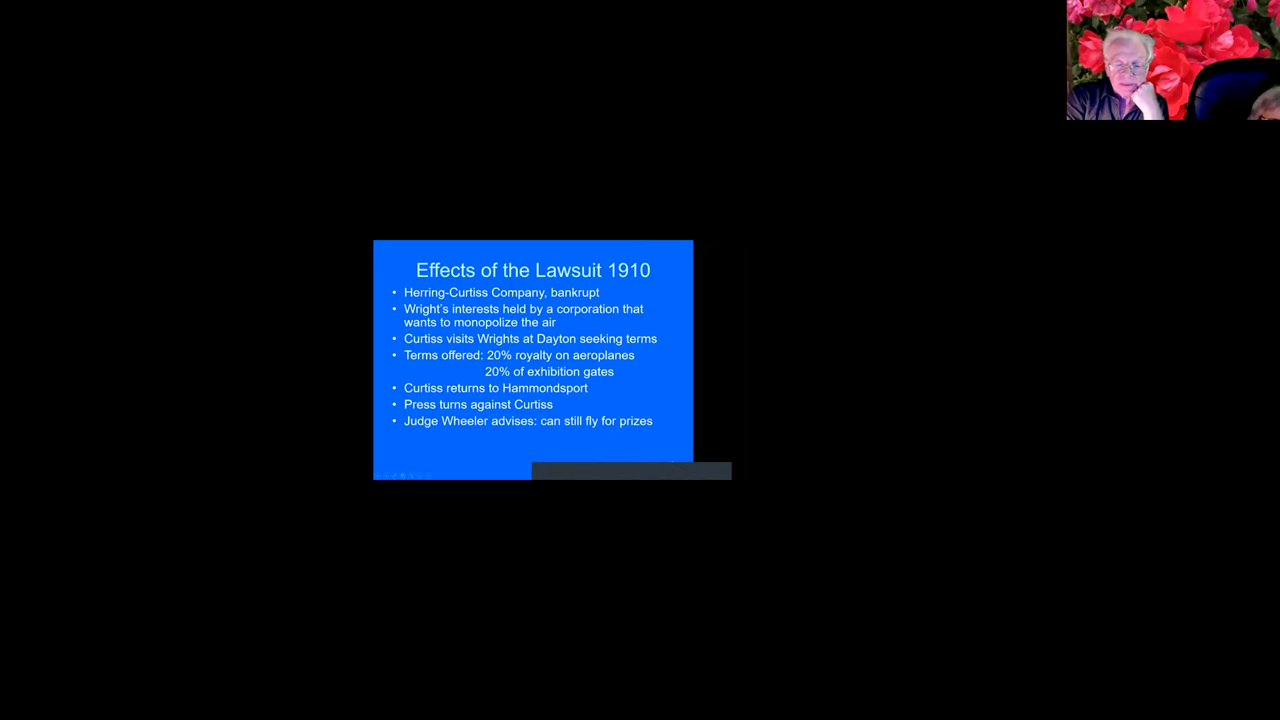 Effects of the Lawsuit 1910
• Herring-Curtiss Company, bankrupt
• Wright's interests held by a corporation that
wants to monopolize the air
• Curtiss visits Wrights at Dayton seeking terms
• Terms offered: 20% royalty on aeroplanes
20% of exhibition gates
• Curtiss returns to Hammondsport
• Press turns against Curtiss
• Judge Wheeler advises: can still fly for prizes